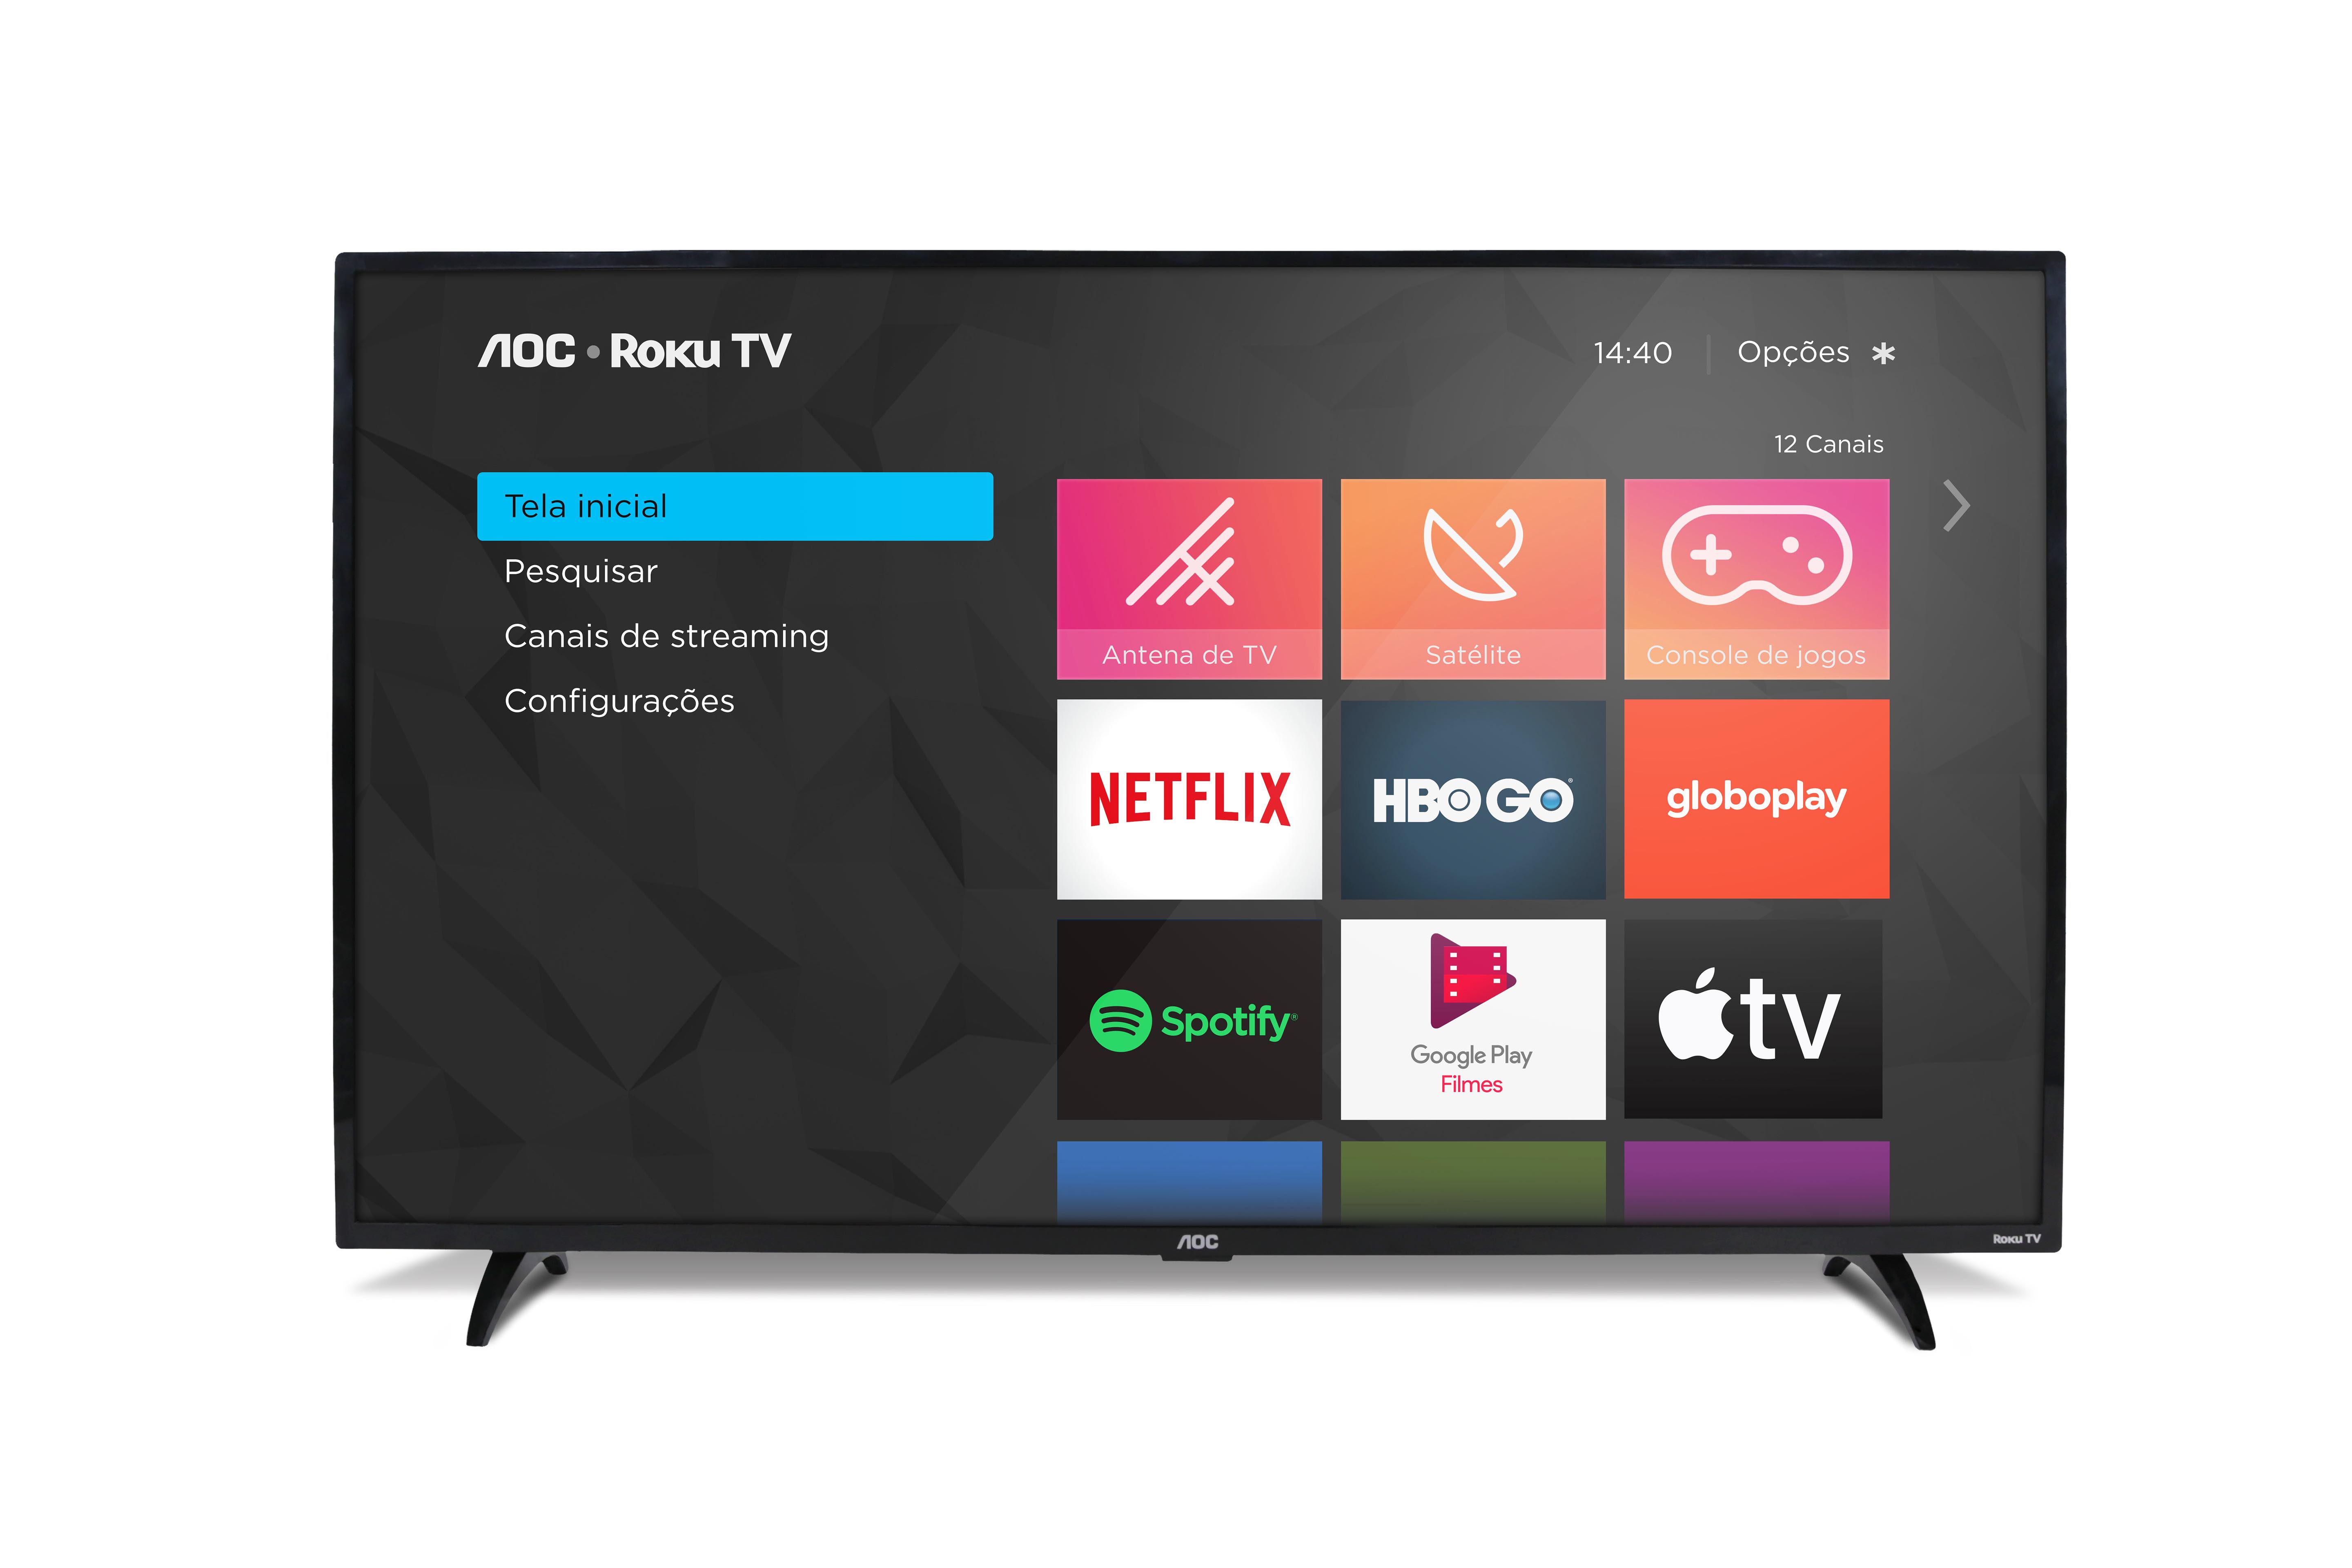 AOC • Roku TV
14:40 | Opções *
12 Canais
Tela inicial
Pesquisar
Canais de streaming
Configurações
Antena de TV
Satélite
Console de jogos
NETFLIX
HBO GO®
globoplay
Spotify®
Google Play
Filmes
tv
AOC
Roku TV